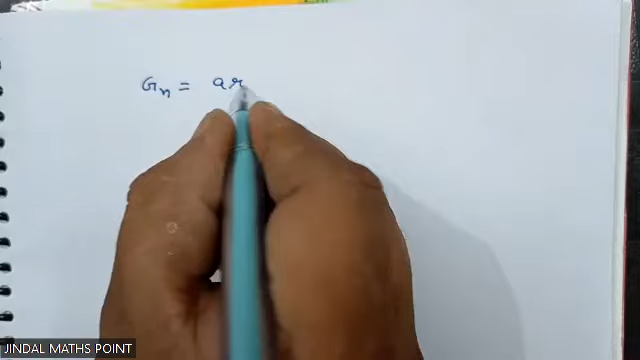 Gₙ = ar
JINDAL MATHS POINT